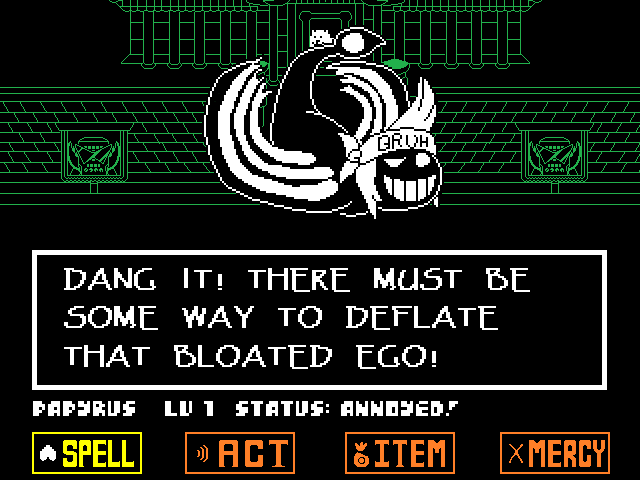 BRUH
DANG IT! THERE MUST BE
SOME WAY TO DEFLATE
THAT BLOATED EGO!
PAPYRUS LV 1 STATUS: ANNOYED!
SPELL ACT ITEM MERCY